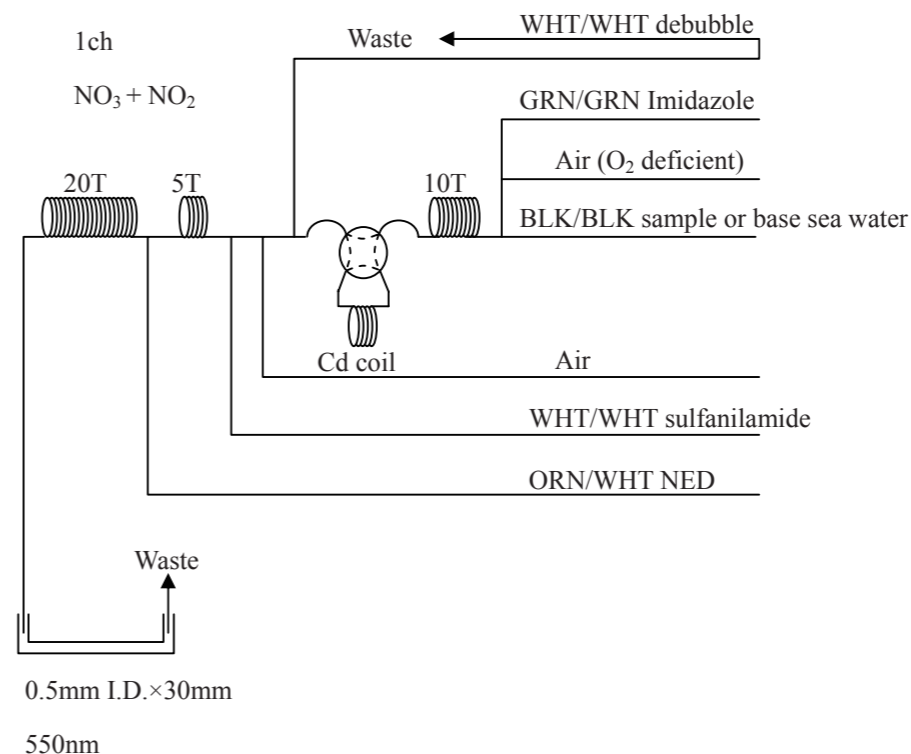 1ch
NO₃ + NO₂
Waste
WHT/WHT debubble
GRN/GRN Imidazole
Air (O₂ deficient)
20T
5T
10T
BLK/BLK sample or base sea water
Cd coil
Air
WHT/WHT sulfanilamide
ORN/WHT NED
Waste
0.5mm I.D.×30mm
550nm